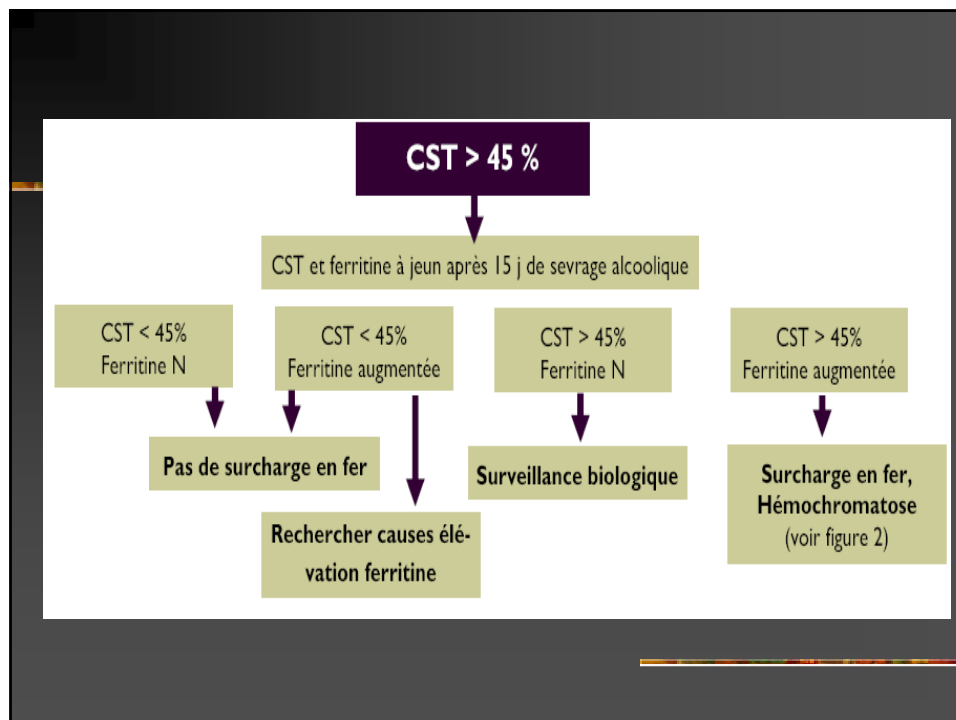 CST > 45 %
CST et ferritine à jeun après 15 j de sevrage alcoolique
CST < 45%
Ferritine N
CST < 45%
Ferritine augmentée
CST > 45%
Ferritine N
CST > 45%
Ferritine augmentée
Pas de surcharge en fer
Rechercher causes élé-
vation ferritine
Surveillance biologique
Surcharge en fer,
Hémochromatose
(voir figure 2)